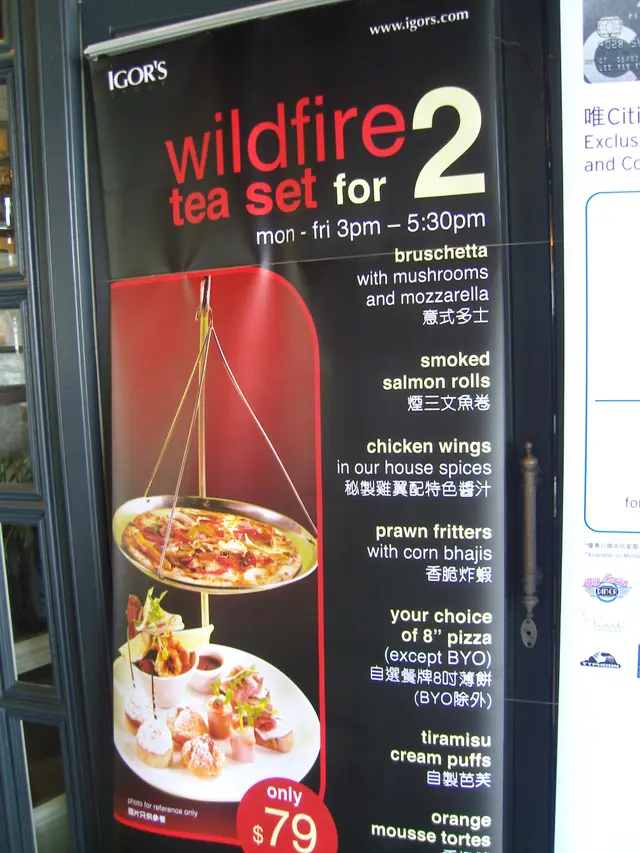 www.igors.com
IGOR'S
wildfire
tea set for 2
mon - fri 3pm – 5:30pm
bruschetta
with mushrooms
and mozzarella
意式多士
smoked
salmon rolls
煙三文魚卷
chicken wings
in our house spices
秘製雞翼配特色醬汁
prawn fritters
with corn bhajis
香脆炸蝦
your choice
of 8” pizza
(except BYO)
自選餐牌8吋薄餅
(BYO除外)
tiramisu
cream puffs
自製芭芙
orange
mousse tortes
photo for reference only
圖片只供參考
only
$79
唯Citi
Exclus
and Co
for
DINER
TYPHOON